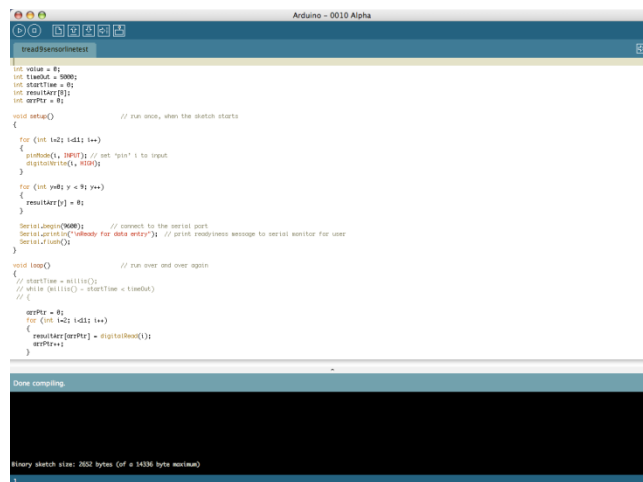 Arduino - 0010 Alpha
tread9sensorlinetest
int value = 0;
int timeOut = 5000;
int startTime = 0;
int resultArr[8];
int arrPtr = 0;
void setup() // run once, when the sketch starts
{
for (int i=2; i<11; i++)
{
pinMode(i, INPUT); // set "pin" i to input
digitalWrite(i, HIGH);
}
for (int y=0; y < 9; y++)
{
resultArr[y] = 0;
}
Serial.begin(9600); // connect to the serial port
Serial.println("\nReady for data entry"); // print readyiness message to serial monitor for user
Serial.flush();
}
void loop() // run over and over again
{
// startTime = millis();
// while (millis() - startTime < timeOut)
// {
arrPtr = 0;
for (int i=2; i<11; i++)
{
resultArr[arrPtr] = digitalRead(i);
arrPtr++;
}
Done compiling.
Binary sketch size: 2652 bytes (of a 14336 byte maximum)
1